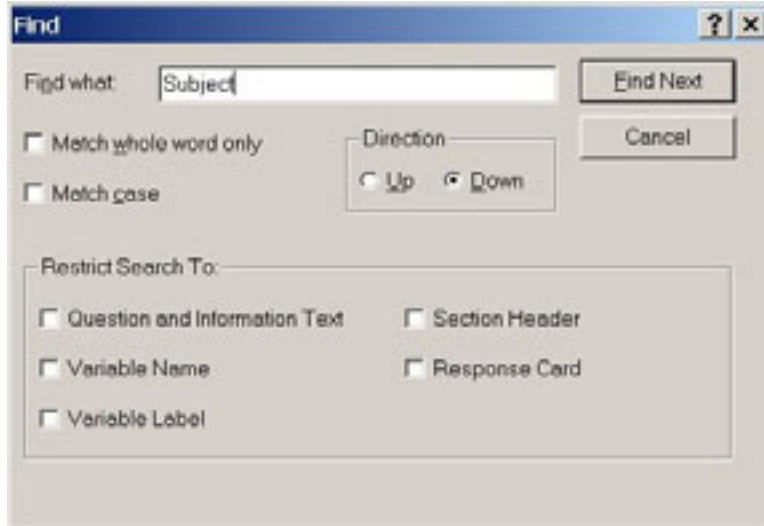 Find
Find what: Subject Find Next
Match whole word only Direction Cancel
Match case Up Down
Restrict Search To:
Question and Information Text Section Header
Variable Name Response Card
Variable Label